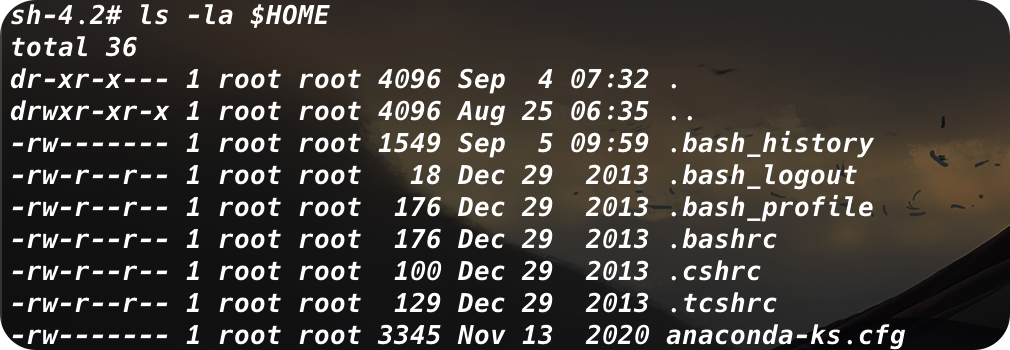 sh-4.2# ls -la $HOME
total 36
dr-xr-x--- 1 root root 4096 Sep  4 07:32 .
drwxr-xr-x 1 root root 4096 Aug 25 06:35 ..
-rw------- 1 root root 1549 Sep  5 09:59 .bash_history
-rw-r--r-- 1 root root   18 Dec 29  2013 .bash_logout
-rw-r--r-- 1 root root  176 Dec 29  2013 .bash_profile
-rw-r--r-- 1 root root  176 Dec 29  2013 .bashrc
-rw-r--r-- 1 root root  100 Dec 29  2013 .cshrc
-rw-r--r-- 1 root root  129 Dec 29  2013 .tcshrc
-rw------- 1 root root 3345 Nov 13  2020 anaconda-ks.cfg